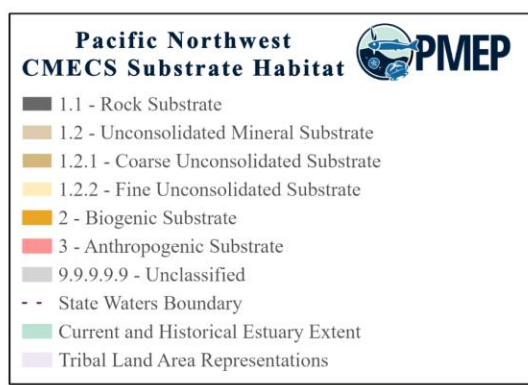 Pacific Northwest
CMECS Substrate Habitat
PMEP
1.1 - Rock Substrate
1.2 - Unconsolidated Mineral Substrate
1.2.1 - Coarse Unconsolidated Substrate
1.2.2 - Fine Unconsolidated Substrate
2 - Biogenic Substrate
3 - Anthropogenic Substrate
9.9.9.9.9 - Unclassified
State Waters Boundary
Current and Historical Estuary Extent
Tribal Land Area Representations